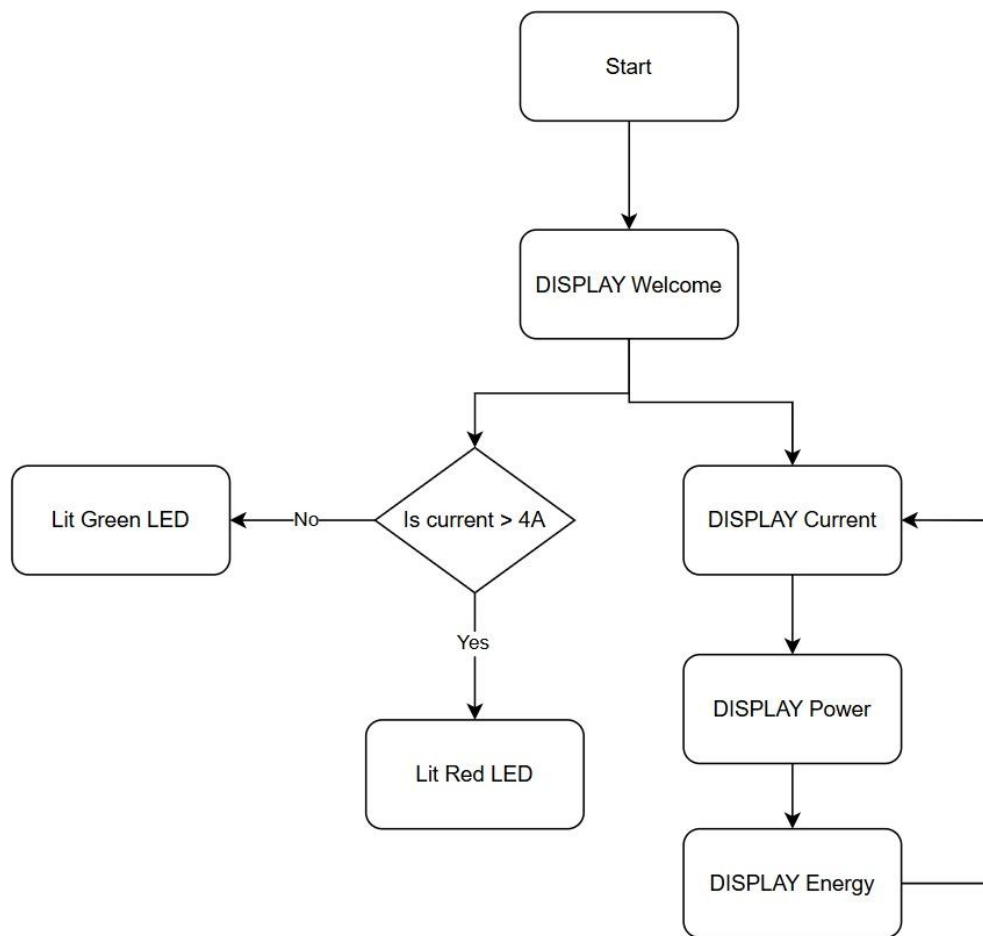 Start
DISPLAY Welcome
Lit Green LED
No
Is current > 4A
DISPLAY Current
Yes
DISPLAY Power
Lit Red LED
DISPLAY Energy